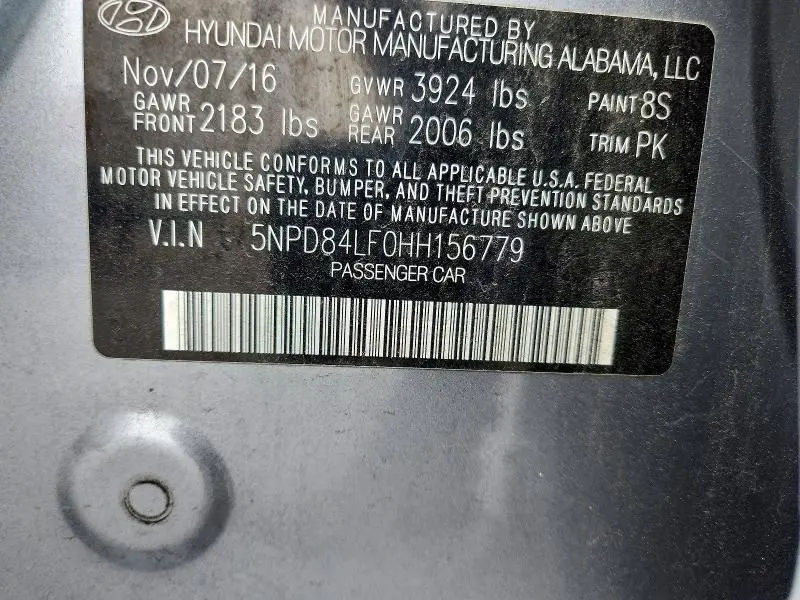 MANUFACTURED BY
HYUNDAI MOTOR MANUFACTURING ALABAMA, LLC
Nov/07/16 GVWR 3924 lbs PAINT 8S
GAWR FRONT 2183 lbs GAWR REAR 2006 lbs TRIM PK
THIS VEHICLE CONFORMS TO ALL APPLICABLE U.S.A. FEDERAL
MOTOR VEHICLE SAFETY, BUMPER, AND THEFT PREVENTION STANDARDS
IN EFFECT ON THE DATE OF MANUFACTURE SHOWN ABOVE
V.I.N 5NPD84LF0HH156779
PASSENGER CAR